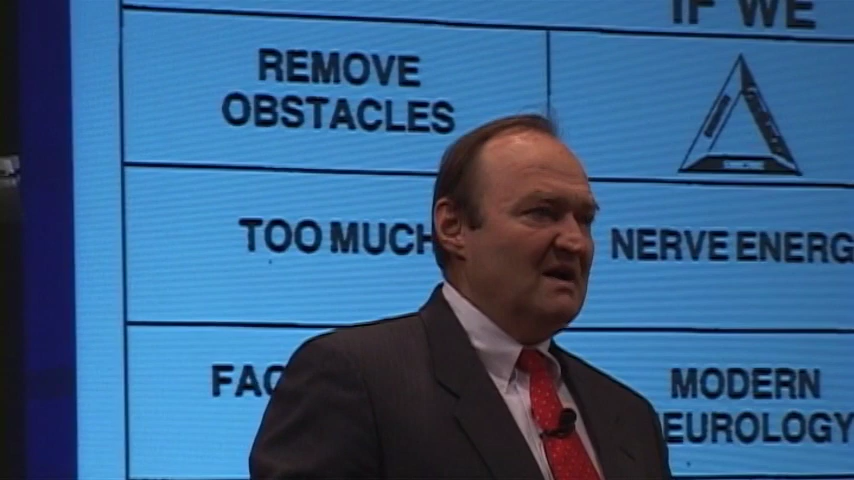 IF WE
REMOVE
OBSTACLES
TOO MUCH
NERVE ENERG
FAC
MODERN
EUROLOGY